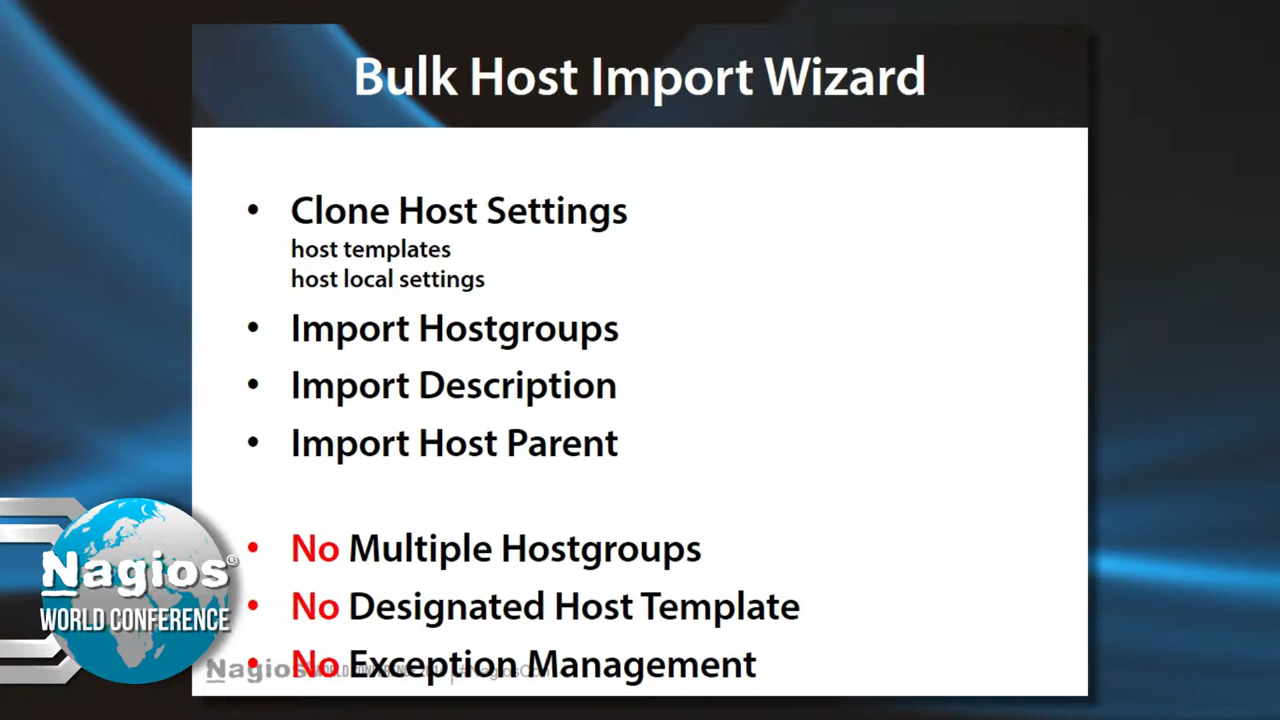 Bulk Host Import Wizard
• Clone Host Settings
host templates
host local settings
• Import Hostgroups
• Import Description
• Import Host Parent
• No Multiple Hostgroups
• No Designated Host Template
• No Exception Management
Nagios®
WORLD CONFERENCE
Nagios